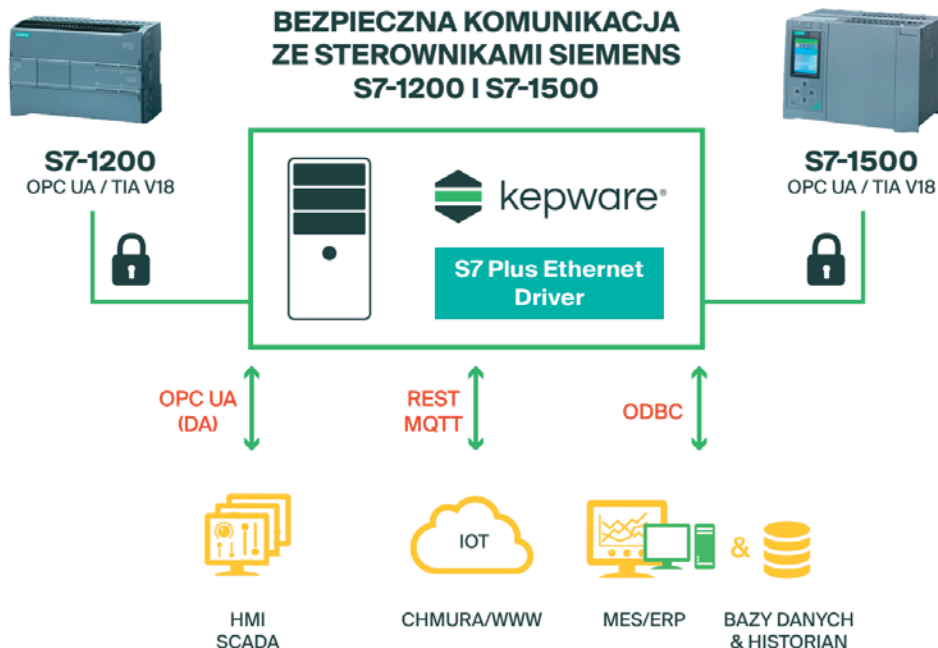 BEZPIECZNA KOMUNIKACJA
ZE STEROWNIKAMI SIEMENS
S7-1200 I S7-1500
S7-1200
OPC UA / TIA V18
S7-1500
OPC UA / TIA V18
kepware®
S7 Plus Ethernet
Driver
OPC UA
(DA)
REST
MQTT
ODBC
IOT
&
HMI
SCADA
CHMURA/WWW
MES/ERP
BAZY DANYCH
& HISTORIAN